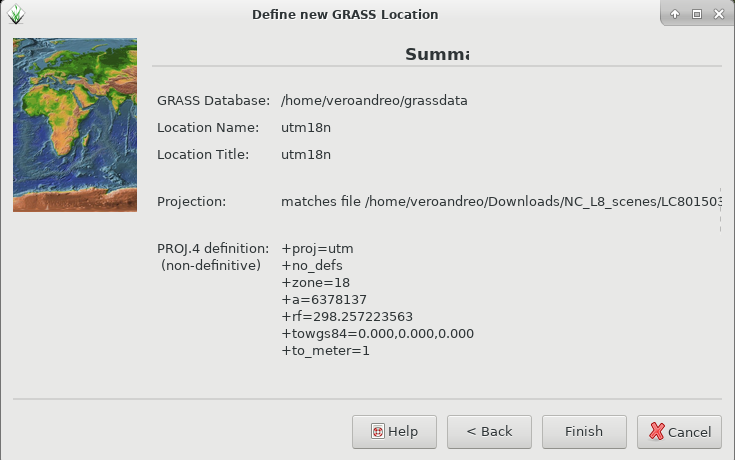 Define new GRASS Location
Summa
GRASS Database: /home/veroandreo/grassdata
Location Name: utm18n
Location Title: utm18n
Projection: matches file /home/veroandreo/Downloads/NC_L8_scenes/LC801503
PROJ.4 definition: +proj=utm
(non-definitive) +no_defs
+zone=18
+a=6378137
+rf=298.257223563
+towgs84=0.000,0.000,0.000
+to_meter=1
Help
< Back
Finish
Cancel